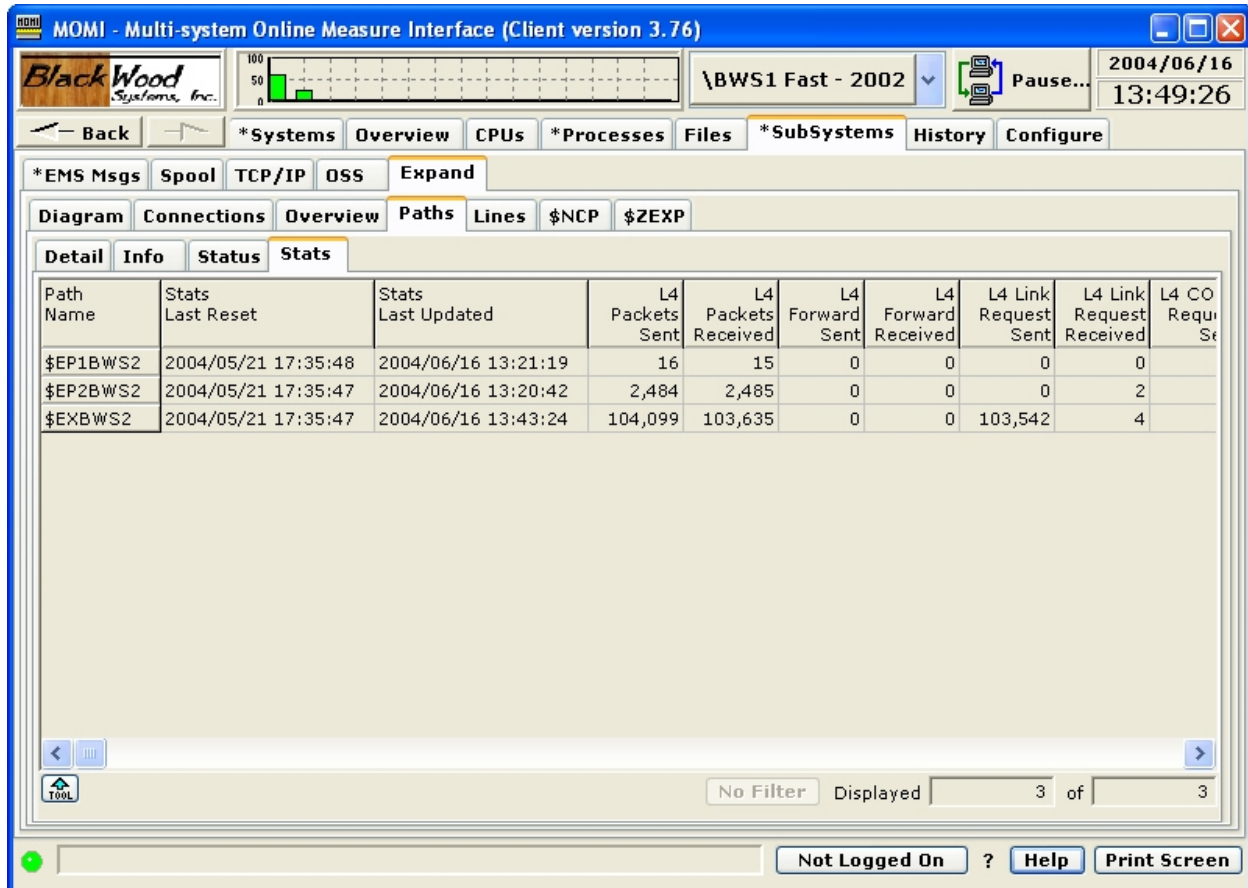 MOMI
MOMI - Multi-system Online Measure Interface (Client version 3.76)
BlackWood
Systems, Inc.
100
50
0
\BWS1 Fast - 2002
Pause...
2004/06/16
13:49:26
Back
*Systems Overview CPUs *Processes Files *SubSystems History Configure
*EMS Msgs Spool TCP/IP OSS Expand
Diagram Connections Overview Paths Lines $NCP $ZEXP
Detail Info Status Stats
Path Stats Stats L4 L4 L4 L4 L4 Link L4 Link L4 CO
Name Last Reset Last Updated Packets Packets Forward Forward Request Request Requ
Sent Received Sent Received Sent Received Se
$EP1BWS2 2004/05/21 17:35:48 2004/06/16 13:21:19 16 15 0 0 0 0
$EP2BWS2 2004/05/21 17:35:47 2004/06/16 13:20:42 2,484 2,485 0 0 0 2
$EXBWS2 2004/05/21 17:35:47 2004/06/16 13:43:24 104,099 103,635 0 0 103,542 4
TOOL
No Filter Displayed 3 of 3
Not Logged On ? Help Print Screen